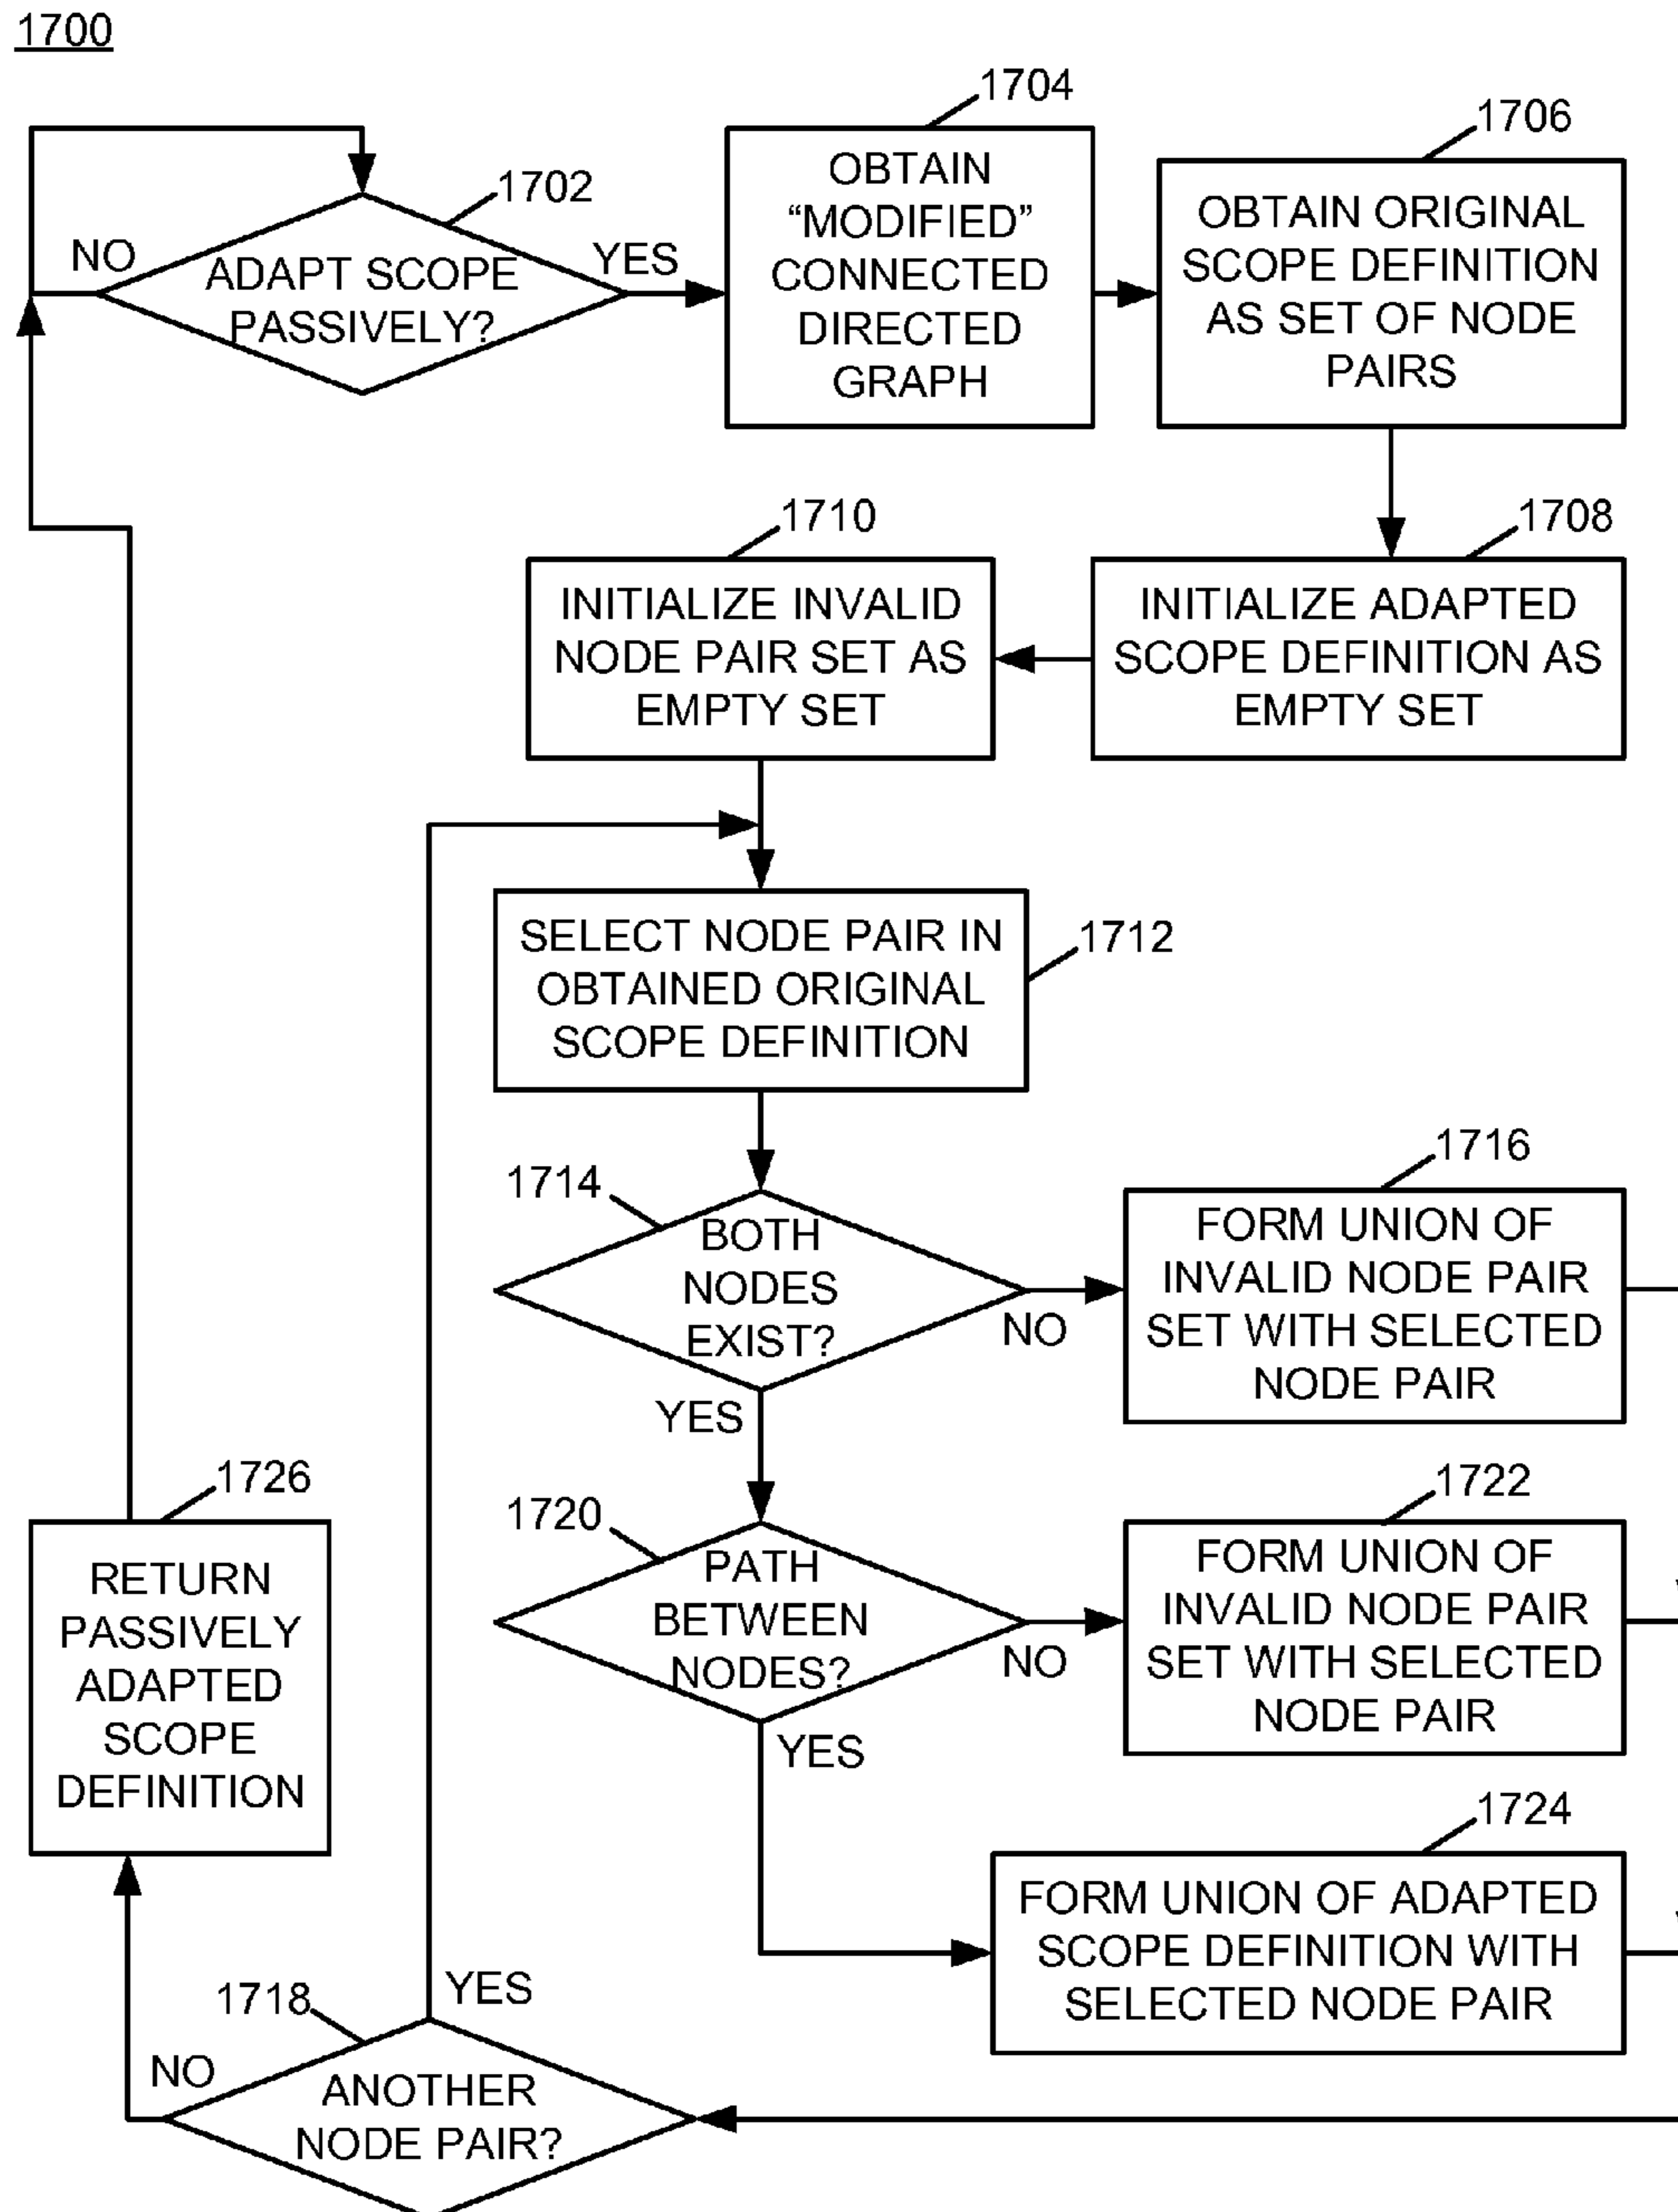 1700
1702
NO
ADAPT SCOPE
PASSIVELY?
YES
1704
OBTAIN
“MODIFIED”
CONNECTED
DIRECTED
GRAPH
1706
OBTAIN ORIGINAL
SCOPE DEFINITION
AS SET OF NODE
PAIRS
1708
INITIALIZE ADAPTED
SCOPE DEFINITION AS
EMPTY SET
1710
INITIALIZE INVALID
NODE PAIR SET AS
EMPTY SET
1712
SELECT NODE PAIR IN
OBTAINED ORIGINAL
SCOPE DEFINITION
1714
BOTH
NODES
EXIST?
NO
YES
1716
FORM UNION OF
INVALID NODE PAIR
SET WITH SELECTED
NODE PAIR
1720
PATH
BETWEEN
NODES?
NO
YES
1722
FORM UNION OF
INVALID NODE PAIR
SET WITH SELECTED
NODE PAIR
1724
FORM UNION OF ADAPTED
SCOPE DEFINITION WITH
SELECTED NODE PAIR
1718
YES
NO
ANOTHER
NODE PAIR?
1726
RETURN
PASSIVELY
ADAPTED
SCOPE
DEFINITION